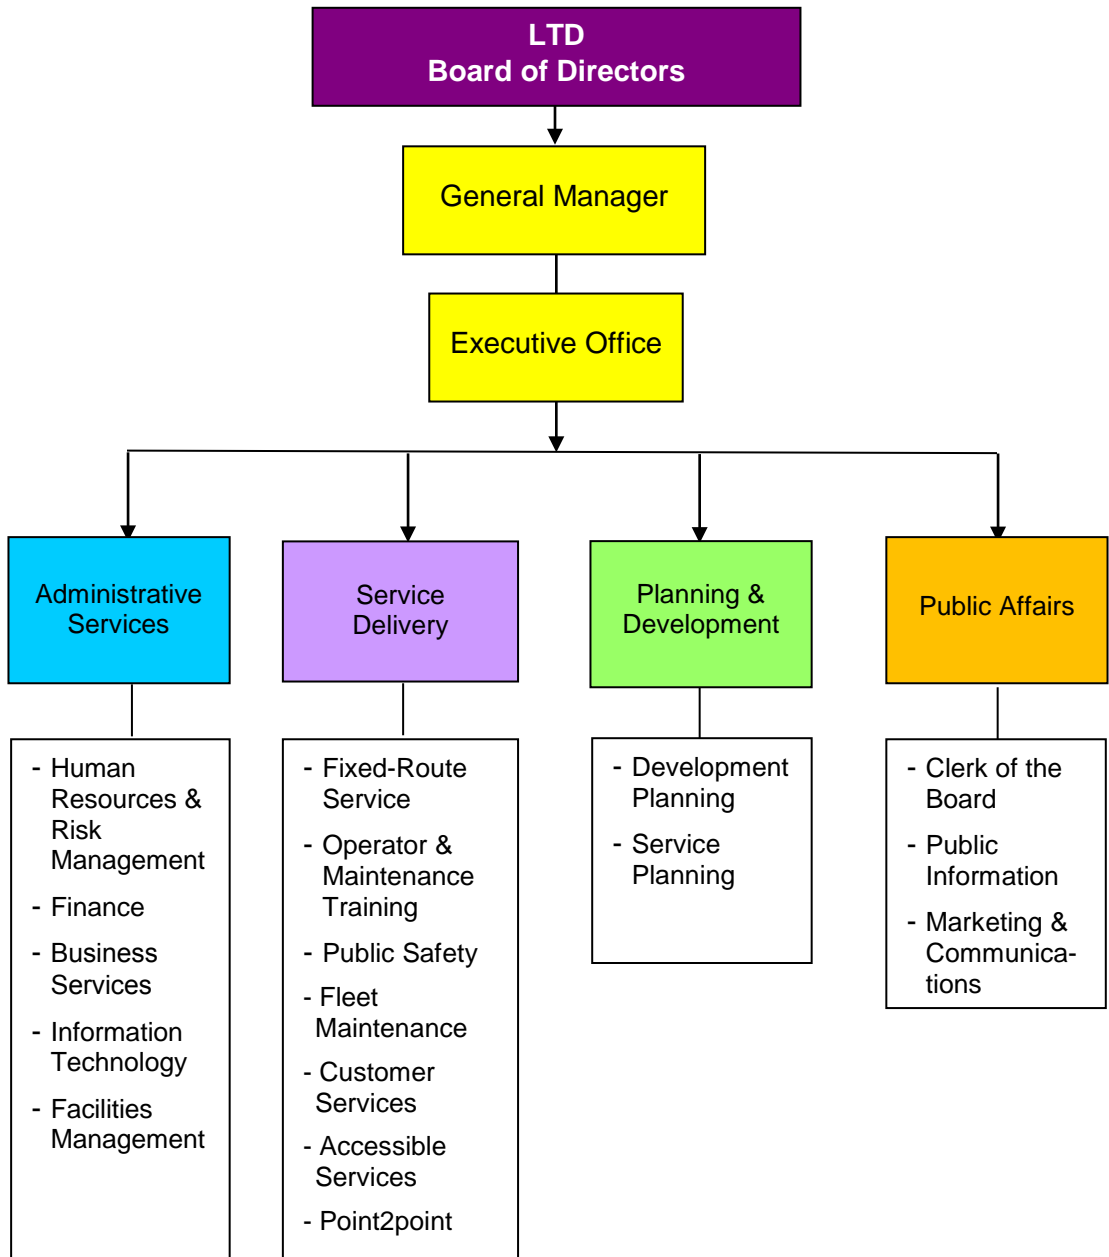 LTD
Board of Directors
General Manager
Executive Office
Administrative
Services
Service
Delivery
Planning &
Development
Public Affairs
- Human
Resources &
Risk
Management
- Finance
- Business
Services
- Information
Technology
- Facilities
Management
- Fixed-Route
Service
- Operator &
Maintenance
Training
- Public Safety
- Fleet
Maintenance
- Customer
Services
- Accessible
Services
- Point2point
- Development
Planning
- Service
Planning
- Clerk of the
Board
- Public
Information
- Marketing &
Communica-
tions